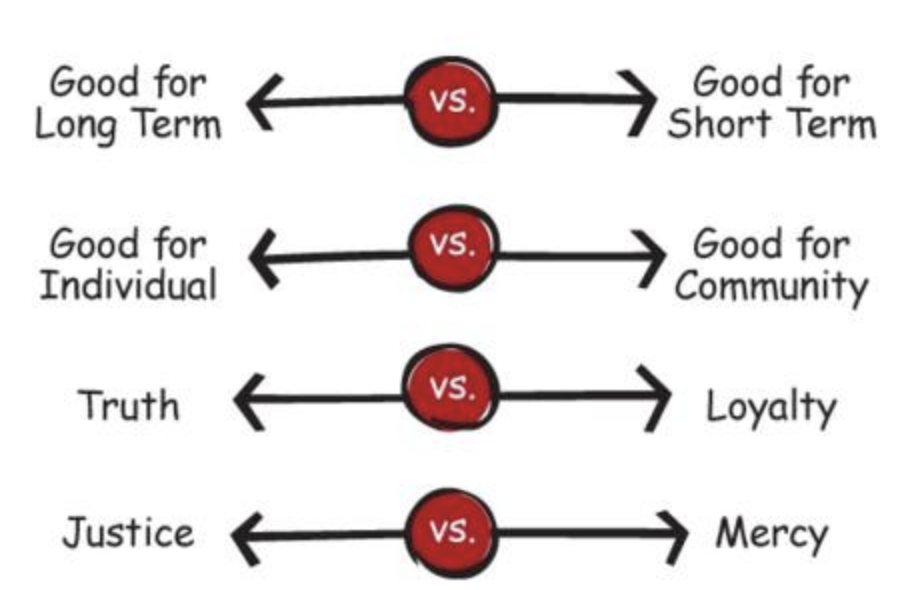 Good for
Long Term
vs.
Good for
Short Term
Good for
Individual
vs.
Good for
Community
Truth
vs.
Loyalty
Justice
vs.
Mercy